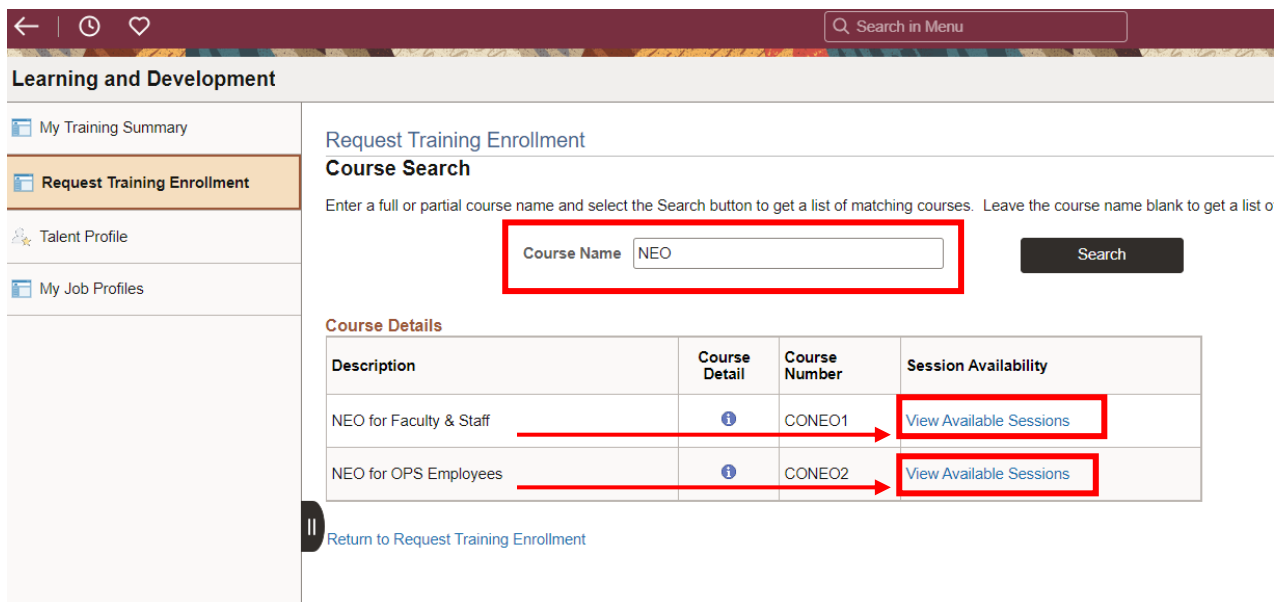 Search in Menu
Learning and Development
My Training Summary
Request Training Enrollment
Talent Profile
My Job Profiles
Request Training Enrollment
Course Search
Enter a full or partial course name and select the Search button to get a list of matching courses. Leave the course name blank to get a list o
Course Name NEO Search
Course Details
Description Course Detail Course Number Session Availability
NEO for Faculty & Staff CONEO1 View Available Sessions
NEO for OPS Employees CONEO2 View Available Sessions
Return to Request Training Enrollment